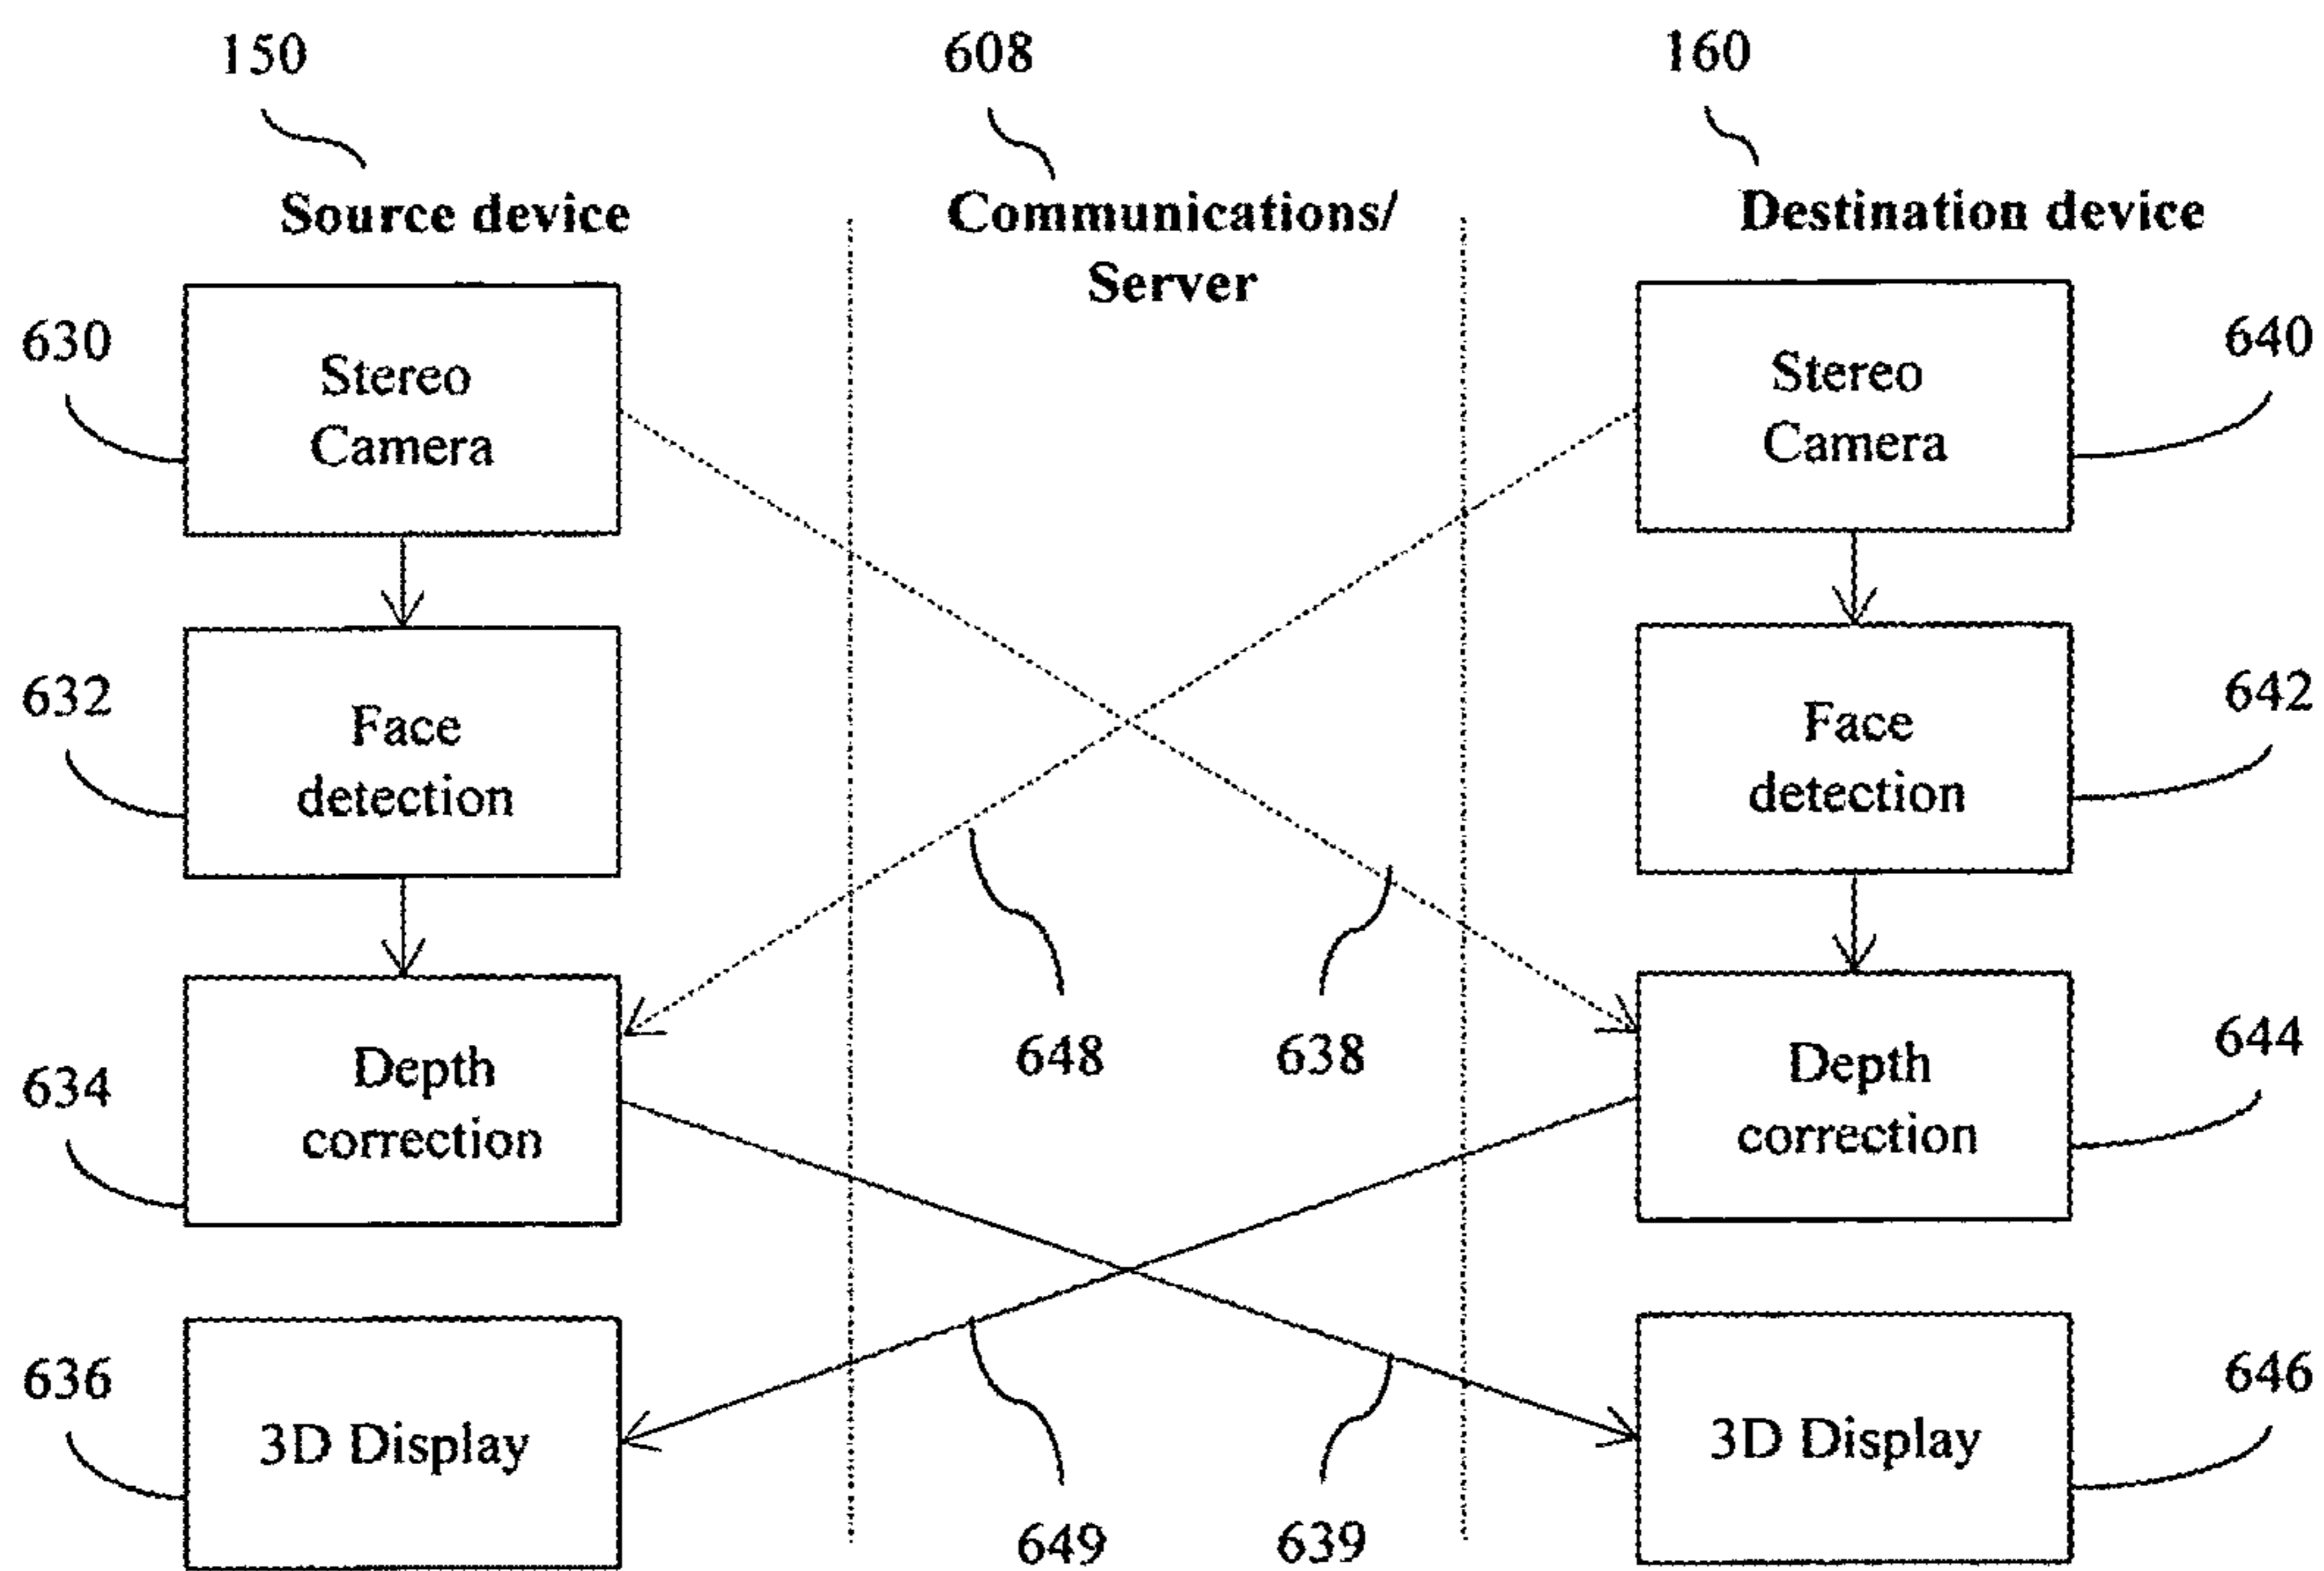 150
608
160
Source device
Communications/
Server
Destination device
630
Stereo
Camera
Stereo
Camera
640
632
Face
detection
Face
detection
642
648
638
634
Depth
correction
Depth
correction
644
636
3D Display
3D Display
646
649
639